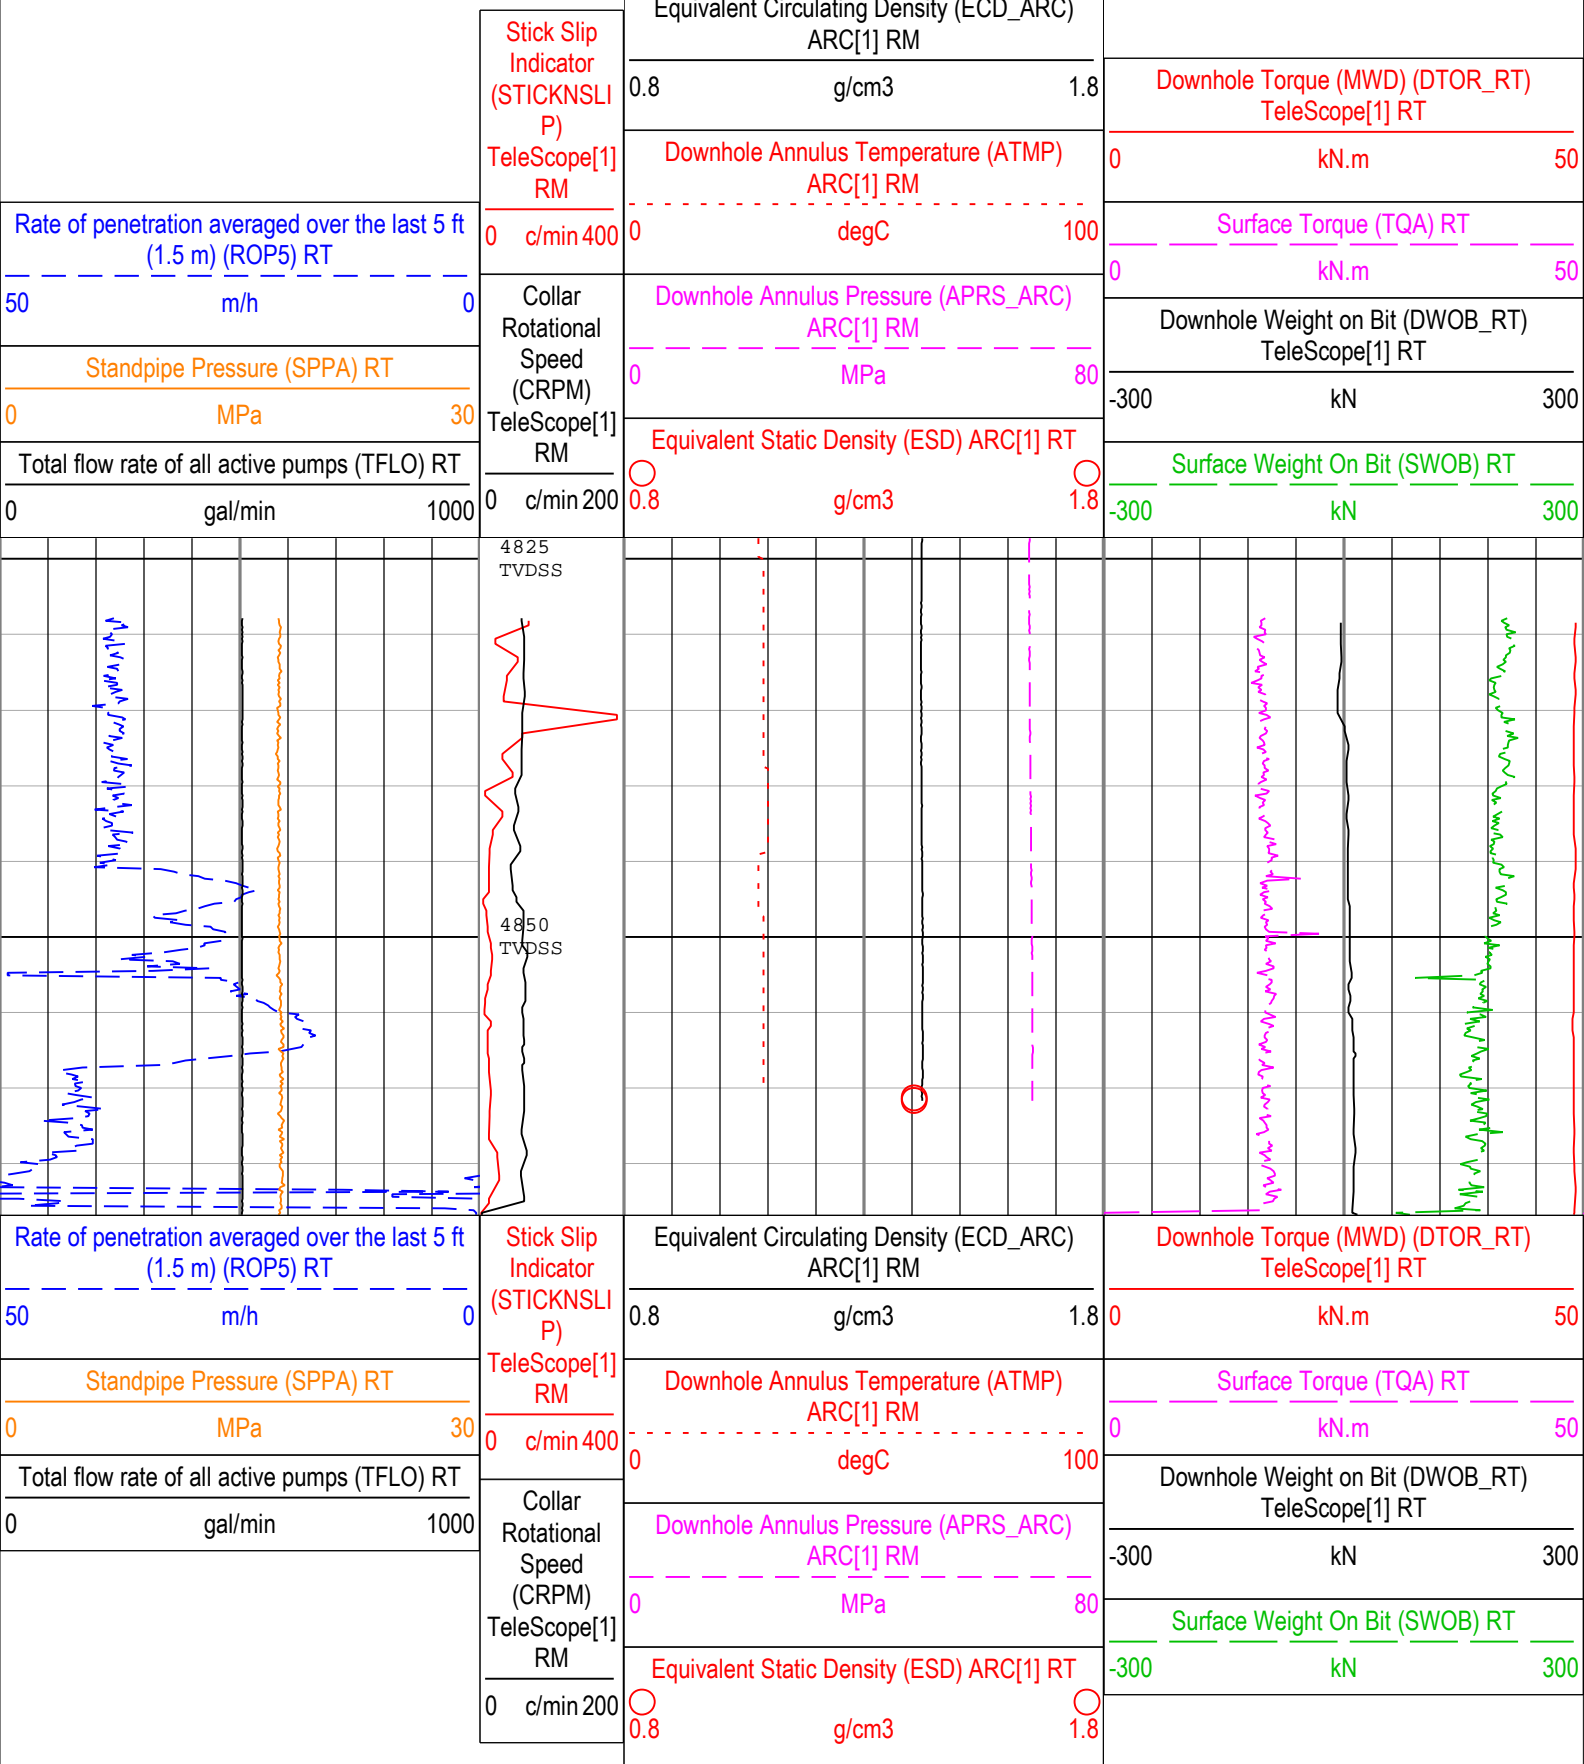 Rate of penetration averaged over the last 5 ft
(1.5 m) (ROP5) RT
50 m/h 0
Standpipe Pressure (SPPA) RT
0 MPa 30
Total flow rate of all active pumps (TFLO) RT
0 gal/min 1000
Stick Slip
Indicator
(STICKNSLI
P)
TeleScope[1]
RM
0 c/min 400
Collar
Rotational
Speed
(CRPM)
TeleScope[1]
RM
0 c/min 200
Equivalent Circulating Density (ECD_ARC)
ARC[1] RM
0.8 g/cm3 1.8
Downhole Annulus Temperature (ATMP)
ARC[1] RM
0 degC 100
Downhole Annulus Pressure (APRS_ARC)
ARC[1] RM
0 MPa 80
Equivalent Static Density (ESD) ARC[1] RT
0.8 g/cm3 1.8
Downhole Torque (MWD) (DTOR_RT)
TeleScope[1] RT
0 kN.m 50
Surface Torque (TQA) RT
0 kN.m 50
Downhole Weight on Bit (DWOB_RT)
TeleScope[1] RT
-300 kN 300
Surface Weight On Bit (SWOB) RT
-300 kN 300
4825
TVDSS
4850
TVDSS
Rate of penetration averaged over the last 5 ft
(1.5 m) (ROP5) RT
50 m/h 0
Standpipe Pressure (SPPA) RT
0 MPa 30
Total flow rate of all active pumps (TFLO) RT
0 gal/min 1000
Stick Slip
Indicator
(STICKNSLI
P)
TeleScope[1]
RM
0 c/min 400
Collar
Rotational
Speed
(CRPM)
TeleScope[1]
RM
0 c/min 200
Equivalent Circulating Density (ECD_ARC)
ARC[1] RM
0.8 g/cm3 1.8
Downhole Annulus Temperature (ATMP)
ARC[1] RM
0 degC 100
Downhole Annulus Pressure (APRS_ARC)
ARC[1] RM
0 MPa 80
Equivalent Static Density (ESD) ARC[1] RT
0.8 g/cm3 1.8
Downhole Torque (MWD) (DTOR_RT)
TeleScope[1] RT
0 kN.m 50
Surface Torque (TQA) RT
0 kN.m 50
Downhole Weight on Bit (DWOB_RT)
TeleScope[1] RT
-300 kN 300
Surface Weight On Bit (SWOB) RT
-300 kN 300